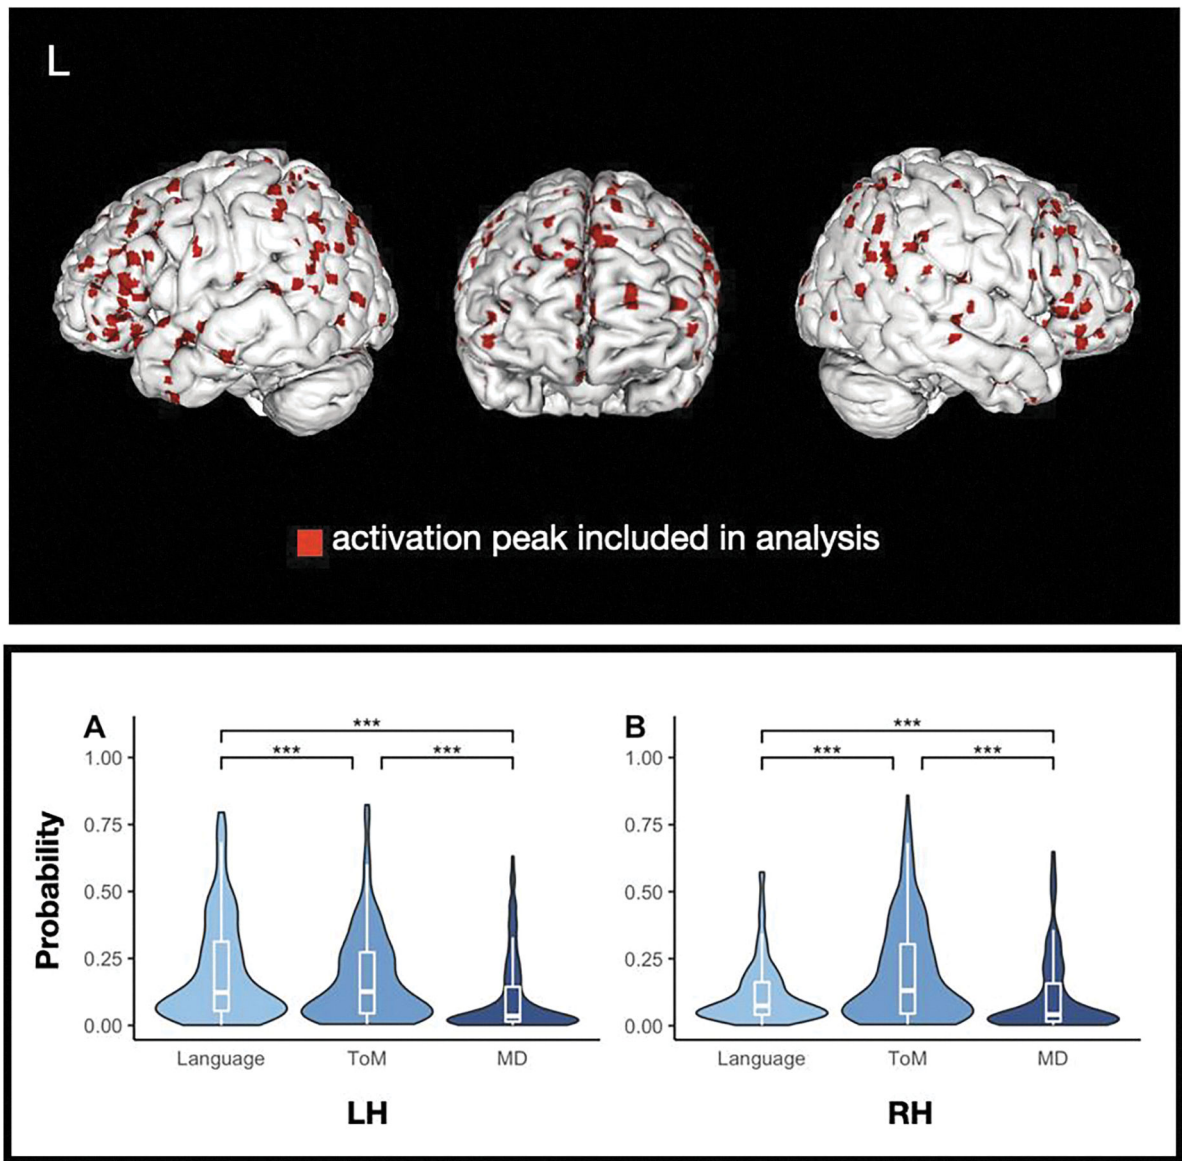 L
activation peak included in analysis
A
B
***
***
***
***
***
***
1.00
0.75
0.50
0.25
0.00
1.00
0.75
0.50
0.25
0.00
Probability
Language ToM MD
Language ToM MD
LH
RH